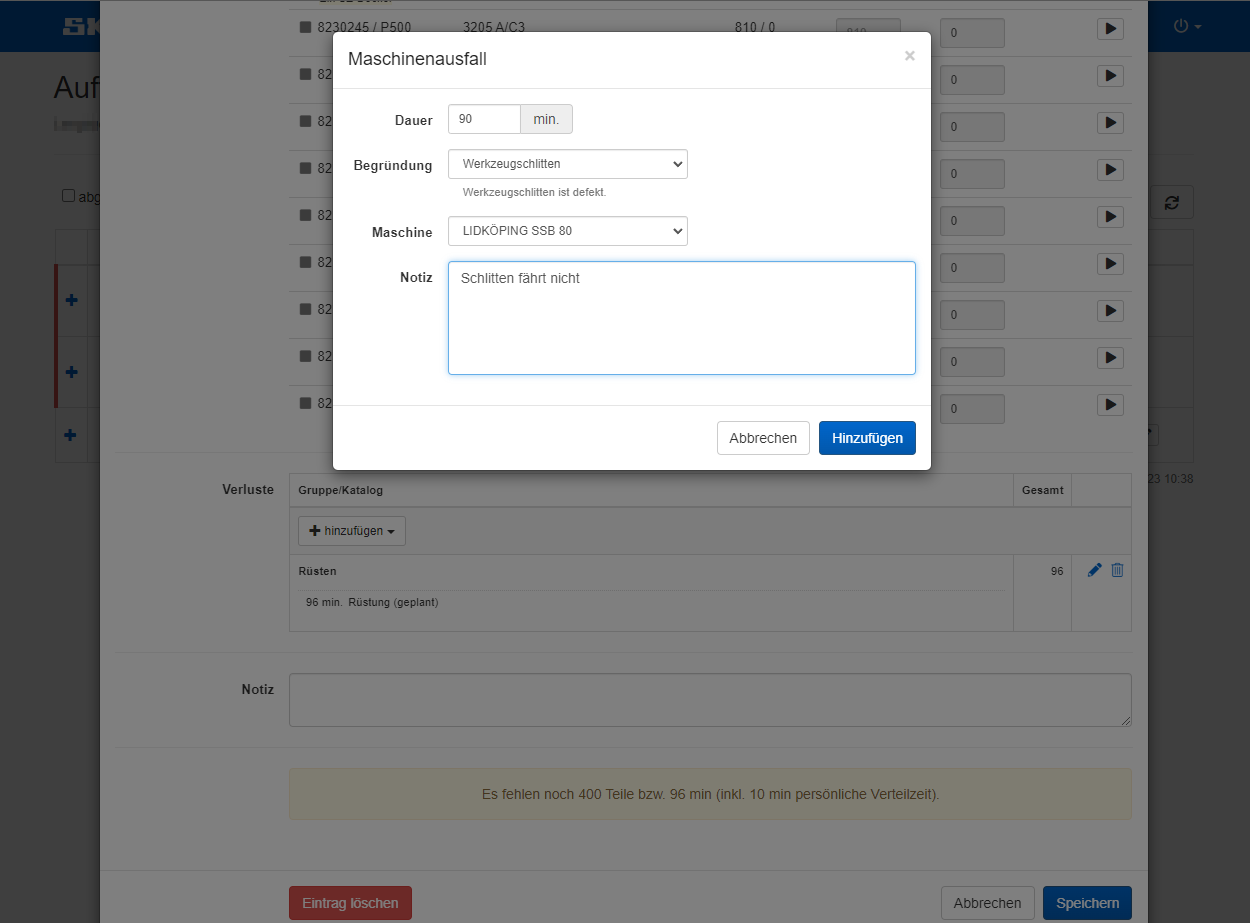 8230245 / P500 3205 A/C3 810 / 0 810 0
Maschinenausfall ×
Auf
82 0
Dauer 90 min.
82 0
Begründung Werkzeugschlitten
82 0
Werkzeugschlitten ist defekt.
abg
82 0
Maschine LIDKÖPING SSB 80
82 0
Notiz Schlitten fährt nicht
82 0
82 0
82 0
Abbrechen Hinzufügen
23 10:38
Verluste Gruppe/Katalog Gesamt
hinzufügen
Rüsten 96
96 min. Rüstung (geplant)
Notiz
Es fehlen noch 400 Teile bzw. 96 min (inkl. 10 min persönliche Verteilzeit).
Eintrag löschen Abbrechen Speichern